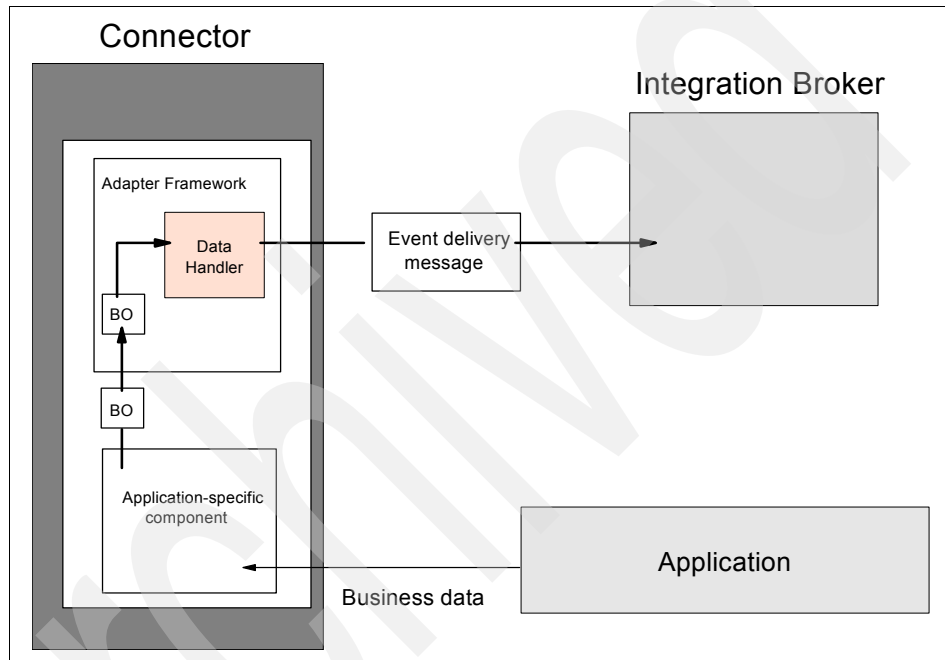 Connector
Integration Broker
Adapter Framework
Data
Handler
Event delivery
message
BO
BO
Application-specific
component
Application
Business data